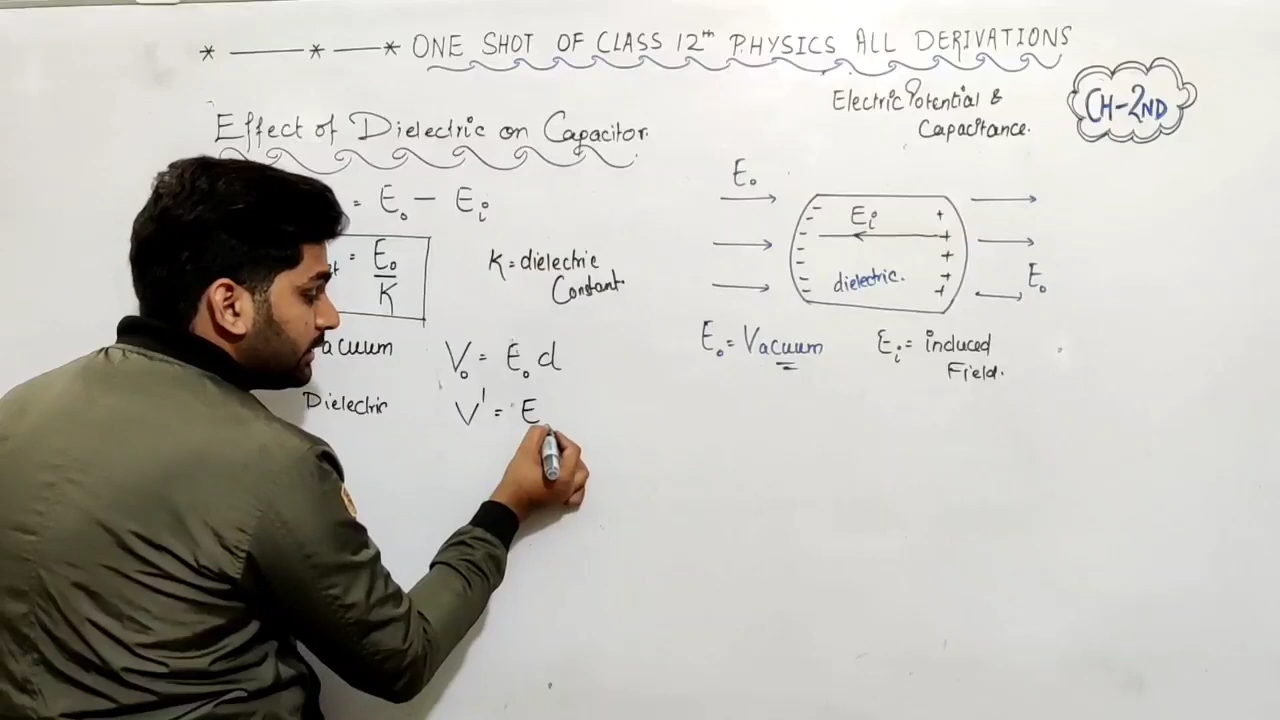 * —— * — * ONE SHOT OF CLASS 12th PHYSICS ALL DERIVATIONS
Electric Potential &
Capacitance.
CH-2ND
Effect of Dielectric on Capacitor.
= E₀ − Eᵢ
= E₀/K
K = dielectric
Constant.
V₀ = E₀ d
Dielectric
V' = E
E₀
Eᵢ
dielectric.
- - - - -
+ + + + +
E₀
E₀ = Vacuum
Eᵢ = induced
Field.